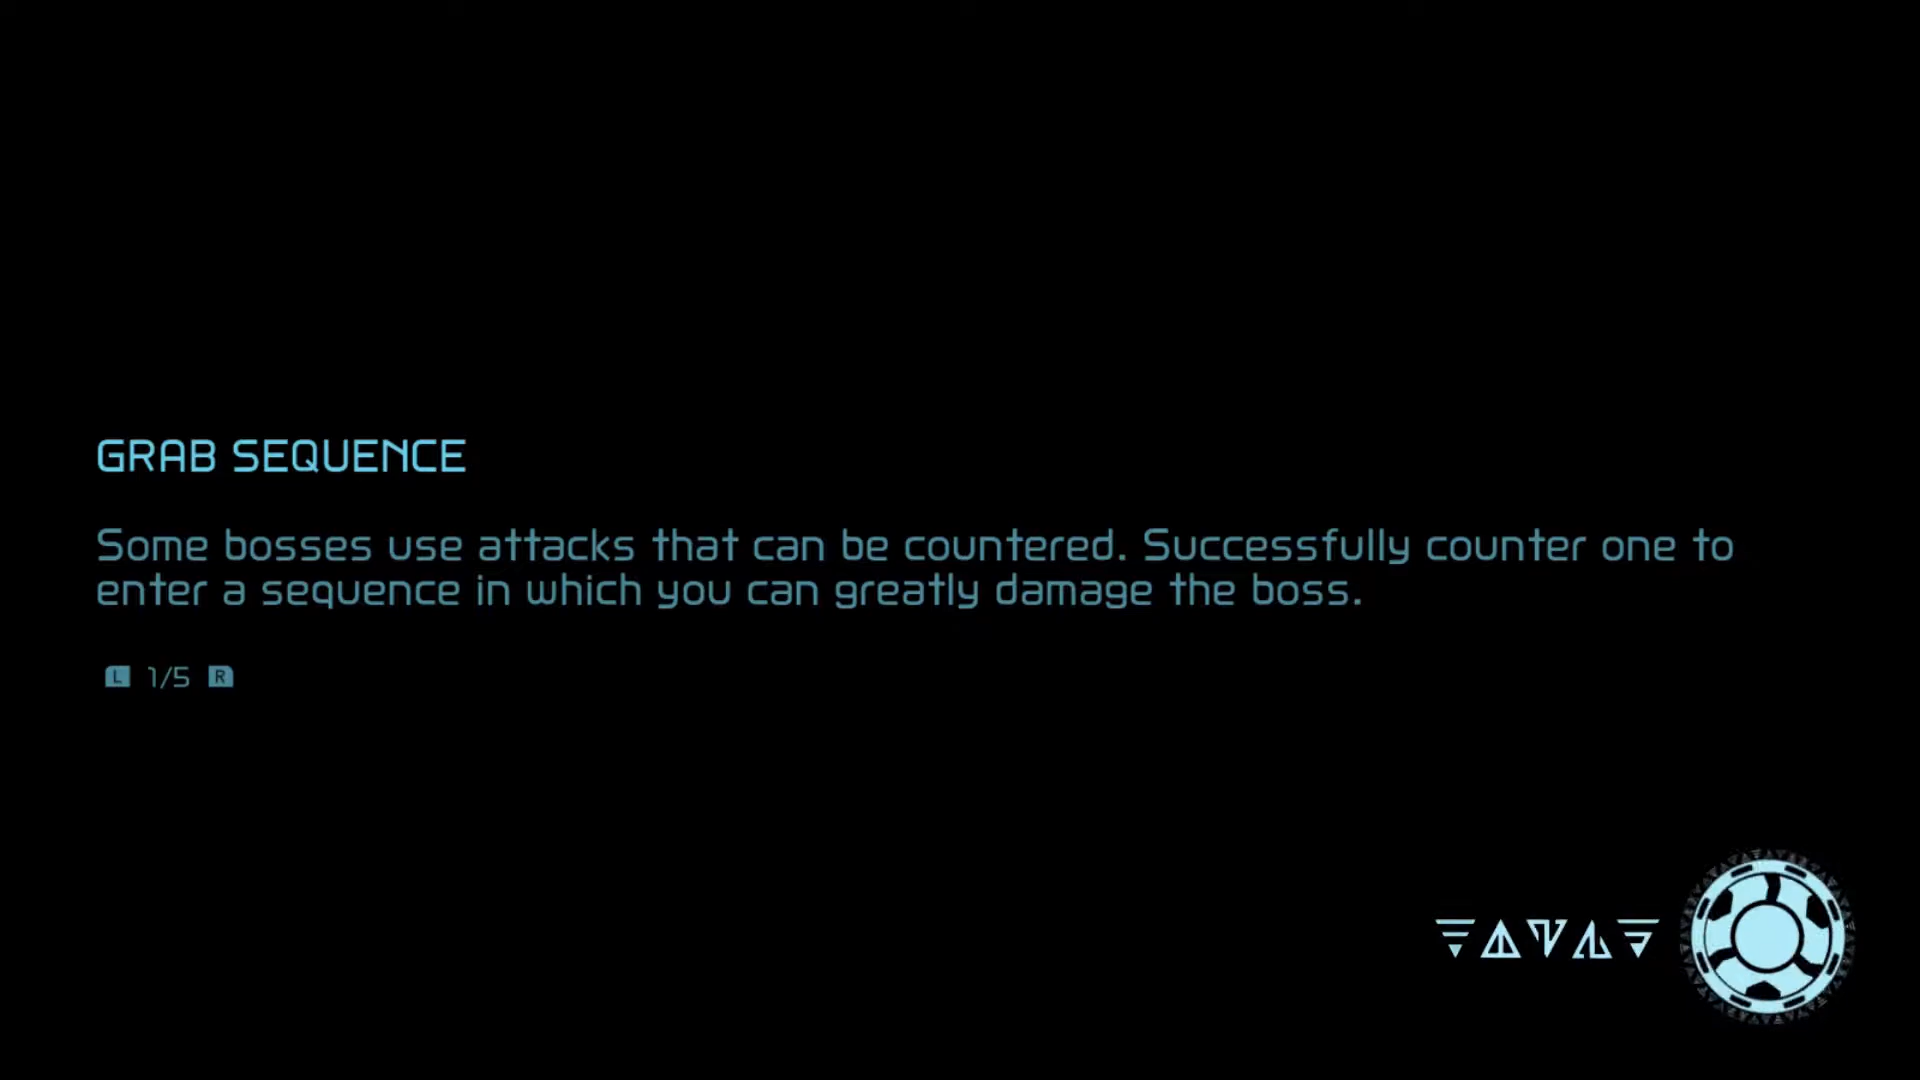 GRAB SEQUENCE
Some bosses use attacks that can be countered. Successfully counter one to
enter a sequence in which you can greatly damage the boss.
L 1/5 R